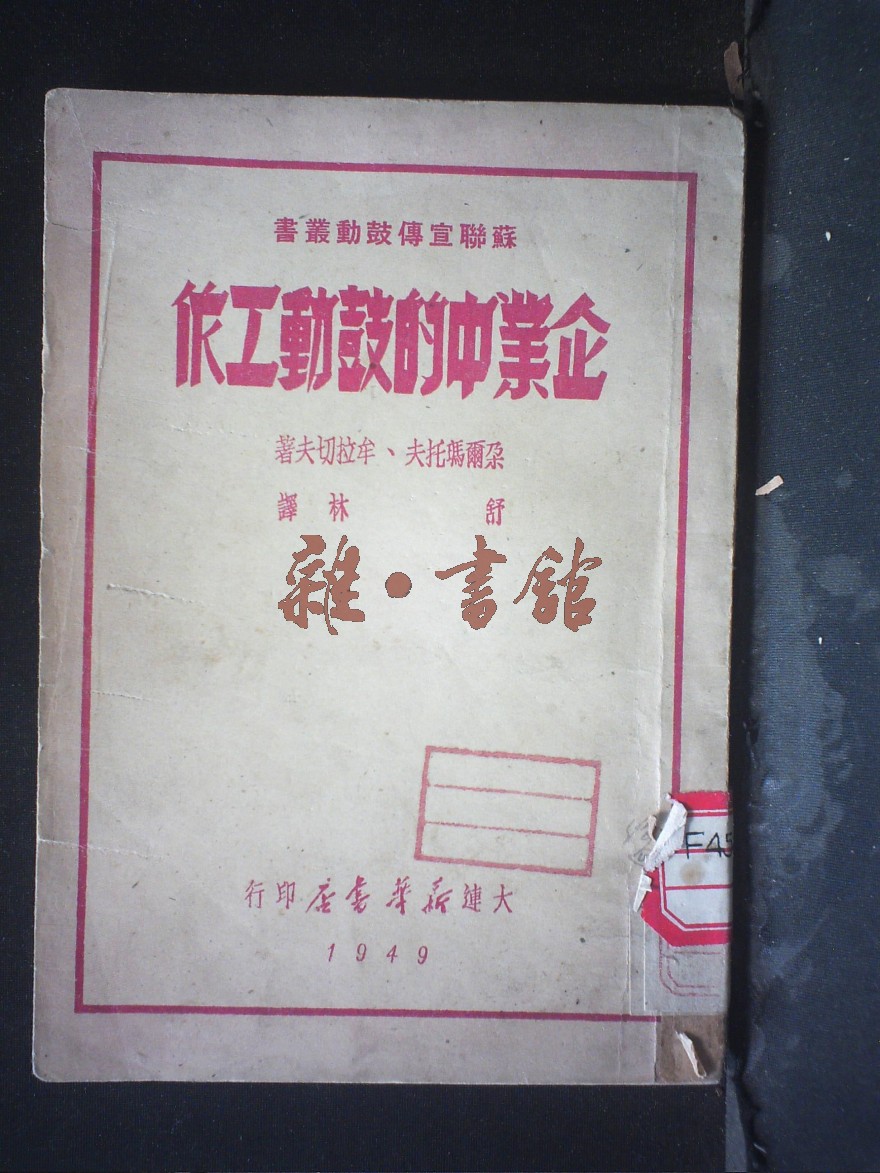 蘇聯宣傳鼓動叢書
企業中的鼓動工作
朶爾瑪托夫、牟拉切夫著
舒 林 譯
雜•書館
大連新華書店印行
1949
F45